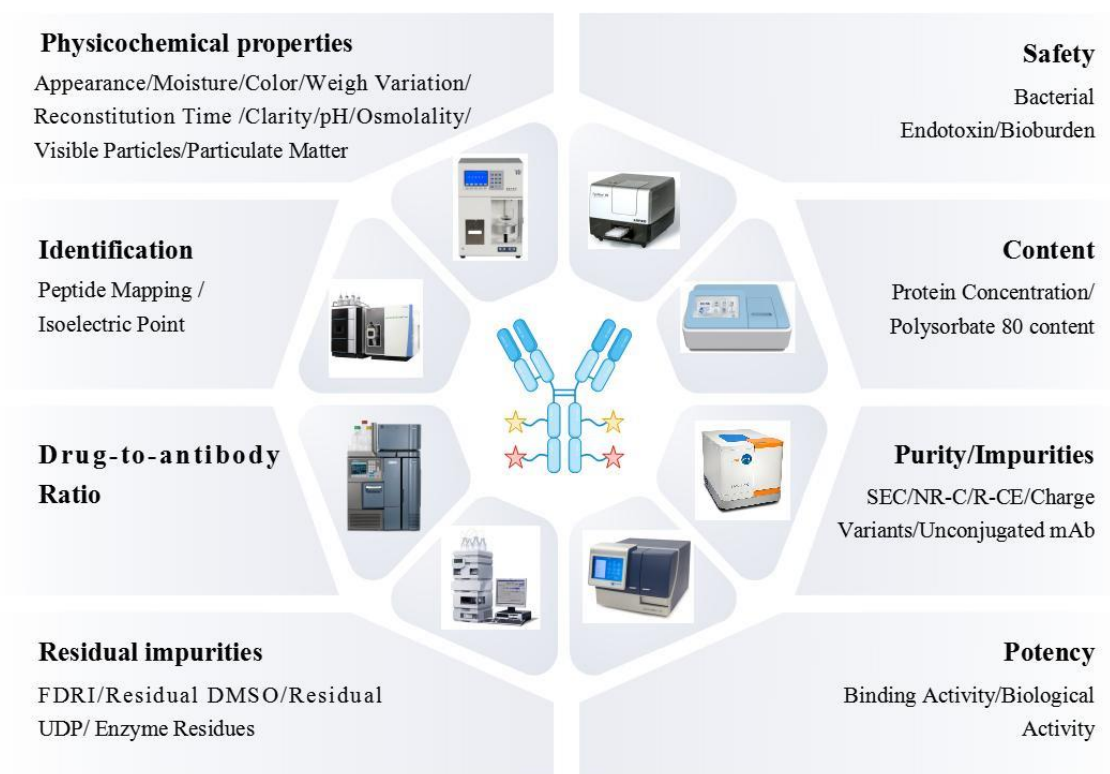 Physicochemical properties
Appearance/Moisture/Color/Weigh Variation/
Reconstitution Time /Clarity/pH/Osmolality/
Visible Particles/Particulate Matter
Safety
Bacterial
Endotoxin/Bioburden
Identification
Peptide Mapping /
Isoelectric Point
Content
Protein Concentration/
Polysorbate 80 content
Drug-to-antibody
Ratio
Purity/Impurities
SEC/NR-C/R-CE/Charge
Variants/Unconjugated mAb
Residual impurities
FDRI/Residual DMSO/Residual
UDP/ Enzyme Residues
Potency
Binding Activity/Biological
Activity